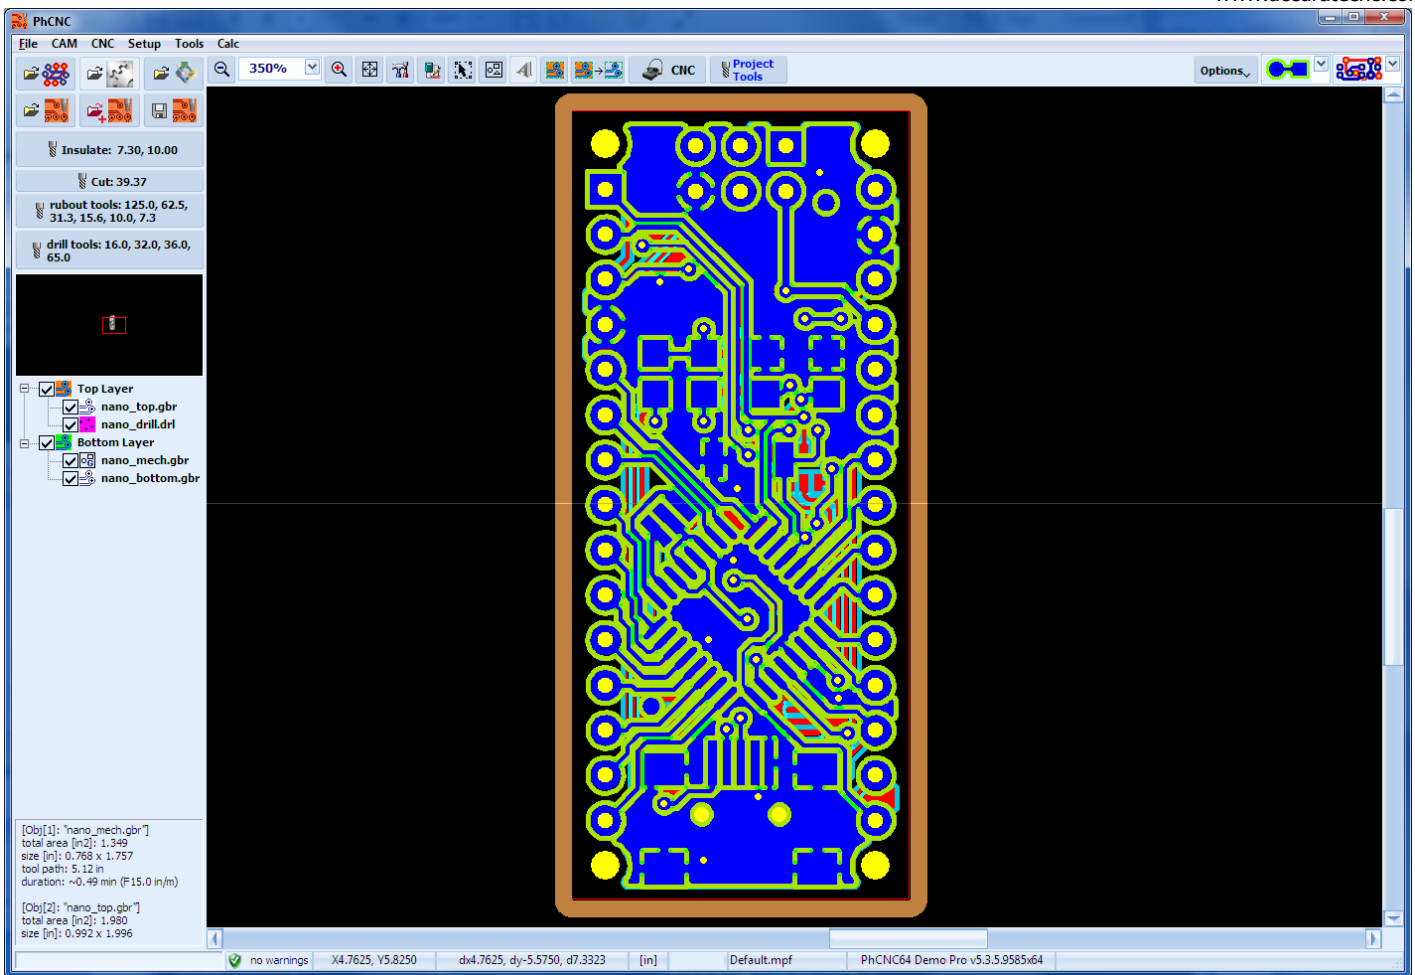 PhCNC
File CAM CNC Setup Tools Calc
350%
CNC
Project
Tools
Options
Insulate: 7.30, 10.00
Cut: 39.37
rubout tools: 125.0, 62.5,
31.3, 15.6, 10.0, 7.3
drill tools: 16.0, 32.0, 36.0,
65.0
Top Layer
nano_top.gbr
nano_drill.drl
Bottom Layer
nano_mech.gbr
nano_bottom.gbr
[Obj[1]: "nano_mech.gbr"]
total area [in2]: 1.349
size [in]: 0.768 x 1.757
tool path: 5.12 in
duration: ~0.49 min (F15.0 in/m)
[Obj[2]: "nano_top.gbr"]
total area [in2]: 1.980
size [in]: 0.992 x 1.996
no warnings X4.7625, Y5.8250 dx4.7625, dy-5.5750, d7.3323 [in] Default.mpf PhCNC64 Demo Pro v5.3.5.9585x64